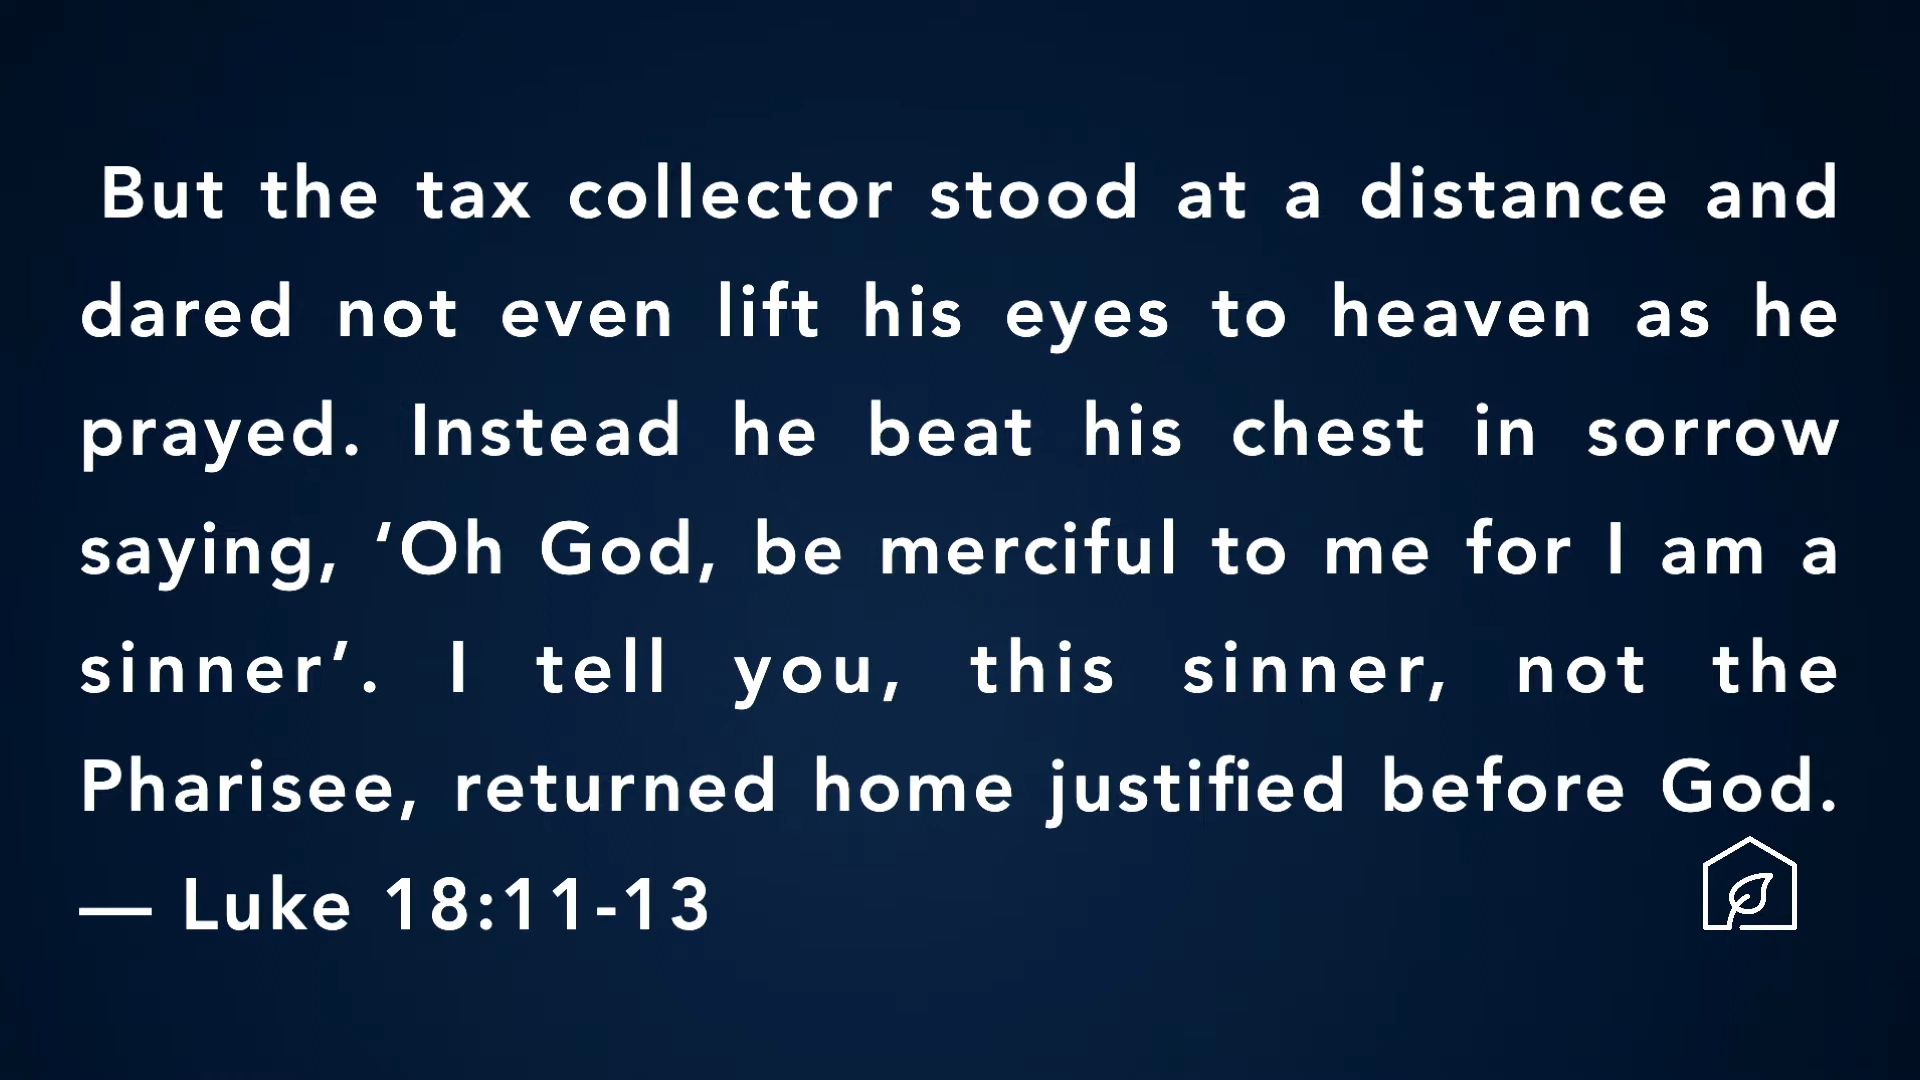 But the tax collector stood at a distance and
dared not even lift his eyes to heaven as he
prayed. Instead he beat his chest in sorrow
saying, ‘Oh God, be merciful to me for I am a
sinner’. I tell you, this sinner, not the
Pharisee, returned home justified before God.
— Luke 18:11-13